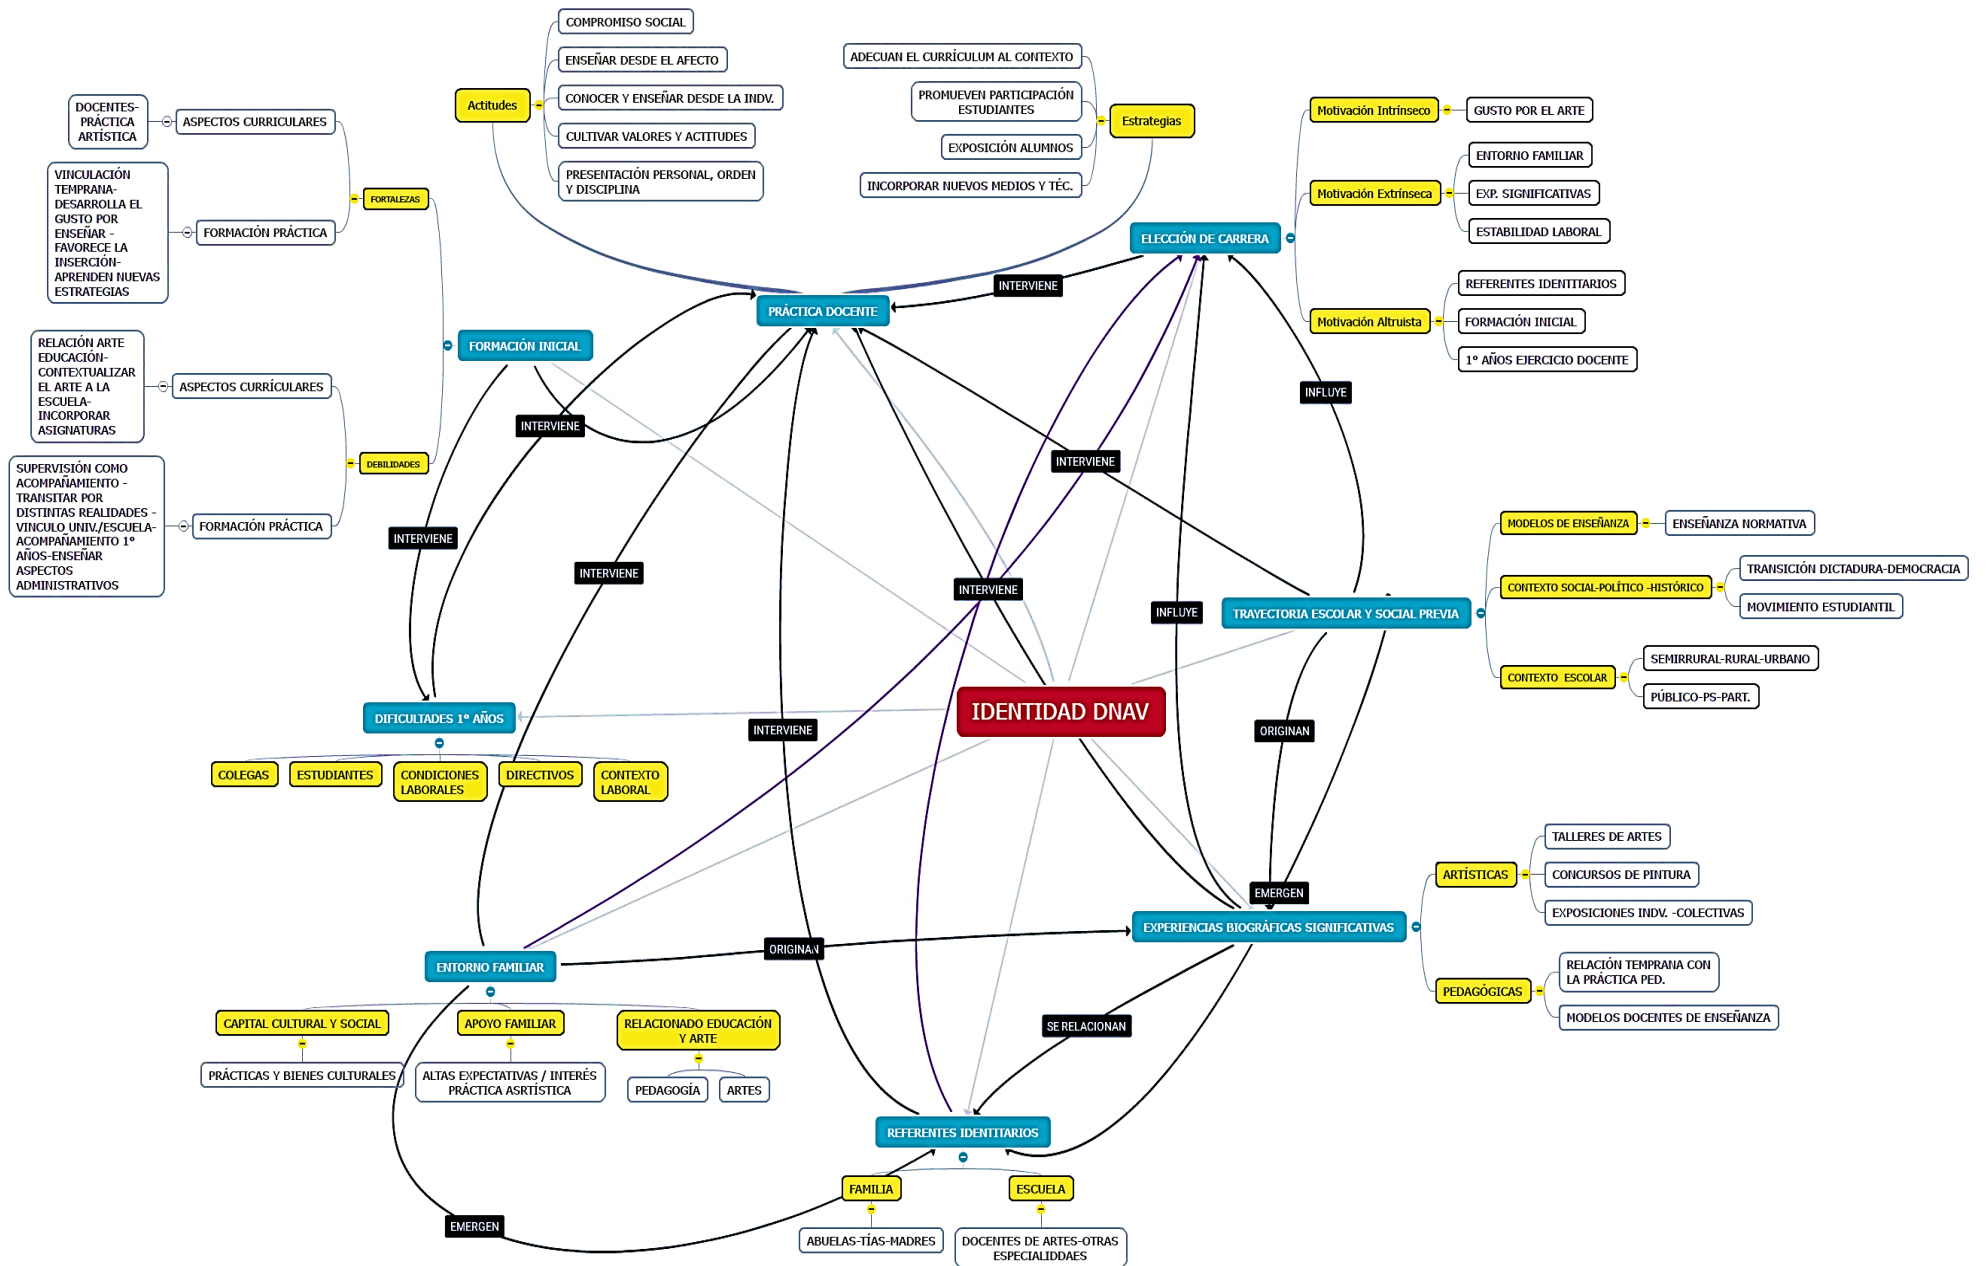 COMPROMISO SOCIAL
ENSEÑAR DESDE EL AFECTO
Actitudes
CONOCER Y ENSEÑAR DESDE LA INDV.
CULTIVAR VALORES Y ACTITUDES
PRESENTACIÓN PERSONAL, ORDEN
Y DISCIPLINA
ADECUAN EL CURRÍCULUM AL CONTEXTO
PROMUEVEN PARTICIPACIÓN
ESTUDIANTES
Estrategias
EXPOSICIÓN ALUMNOS
INCORPORAR NUEVOS MEDIOS Y TÉC.
Motivación Intrínseco
GUSTO POR EL ARTE
ENTORNO FAMILIAR
Motivación Extrínseca
EXP. SIGNIFICATIVAS
ESTABILIDAD LABORAL
ELECCIÓN DE CARRERA
REFERENTES IDENTITARIOS
Motivación Altruista
FORMACIÓN INICIAL
1º AÑOS EJERCICIO DOCENTE
DOCENTES-
PRÁCTICA
ARTÍSTICA
ASPECTOS CURRICULARES
VINCULACIÓN
TEMPRANA-
DESARROLLA EL
GUSTO POR
ENSEÑAR -
FAVORECE LA
INSERCIÓN-
APRENDEN NUEVAS
ESTRATEGIAS
FORMACIÓN PRÁCTICA
FORTALEZAS
INTERVIENE
PRÁCTICA DOCENTE
FORMACIÓN INICIAL
RELACIÓN ARTE
EDUCACIÓN-
CONTEXTUALIZAR
EL ARTE A LA
ESCUELA-
INCORPORAR
ASIGNATURAS
ASPECTOS CURRÍCULARES
DEBILIDADES
SUPERVISIÓN COMO
ACOMPAÑAMIENTO -
TRANSITAR POR
DISTINTAS REALIDADES -
VINCULO UNIV./ESCUELA-
ACOMPAÑAMIENTO 1º
AÑOS-ENSEÑAR
ASPECTOS
ADMINISTRATIVOS
FORMACIÓN PRÁCTICA
INFLUYE
INTERVIENE
INTERVIENE
INTERVIENE
INTERVIENE
INTERVIENE
INFLUYE
MODELOS DE ENSEÑANZA
ENSEÑANZA NORMATIVA
TRANSICIÓN DICTADURA-DEMOCRACIA
CONTEXTO SOCIAL-POLÍTICO -HISTÓRICO
MOVIMIENTO ESTUDIANTIL
TRAYECTORIA ESCOLAR Y SOCIAL PREVIA
SEMIRRURAL-RURAL-URBANO
CONTEXTO ESCOLAR
PÚBLICO-PS-PART.
IDENTIDAD DNAV
DIFICULTADES 1º AÑOS
INTERVIENE
ORIGINAN
COLEGAS
ESTUDIANTES
CONDICIONES
LABORALES
DIRECTIVOS
CONTEXTO
LABORAL
TALLERES DE ARTES
ARTÍSTICAS
CONCURSOS DE PINTURA
EXPOSICIONES INDV. -COLECTIVAS
EMERGEN
EXPERIENCIAS BIOGRÁFICAS SIGNIFICATIVAS
ORIGINAN
RELACIÓN TEMPRANA CON
LA PRÁCTICA PED.
PEDAGÓGICAS
MODELOS DOCENTES DE ENSEÑANZA
ENTORNO FAMILIAR
CAPITAL CULTURAL Y SOCIAL
APOYO FAMILIAR
RELACIONADO EDUCACIÓN
Y ARTE
SE RELACIONAN
PRÁCTICAS Y BIENES CULTURALES
ALTAS EXPECTATIVAS / INTERÉS
PRÁCTICA ASRTÍSTICA
PEDAGOGÍA
ARTES
REFERENTES IDENTITARIOS
FAMILIA
ESCUELA
EMERGEN
ABUELAS-TÍAS-MADRES
DOCENTES DE ARTES-OTRAS
ESPECIALIDDAES